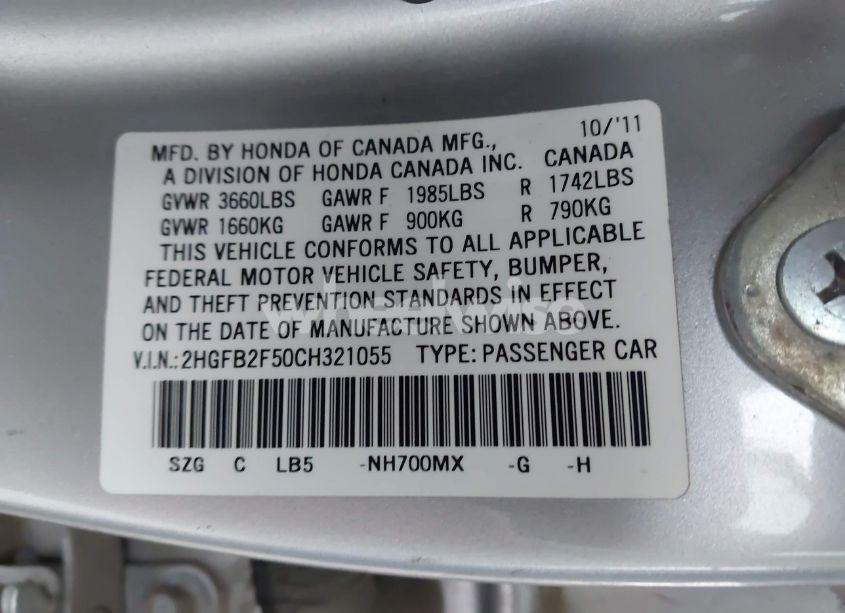 10/'11
MFD. BY HONDA OF CANADA MFG.,
A DIVISION OF HONDA CANADA INC. CANADA
GVWR 3660LBS GAWR F 1985LBS R 1742LBS
GVWR 1660KG GAWR F 900KG R 790KG
THIS VEHICLE CONFORMS TO ALL APPLICABLE
FEDERAL MOTOR VEHICLE SAFETY, BUMPER,
AND THEFT PREVENTION STANDARDS IN EFFECT
ON THE DATE OF MANUFACTURE SHOWN ABOVE.
V.I.N.: 2HGFB2F50CH321055 TYPE: PASSENGER CAR
SZG C LB5 -NH700MX -G -H